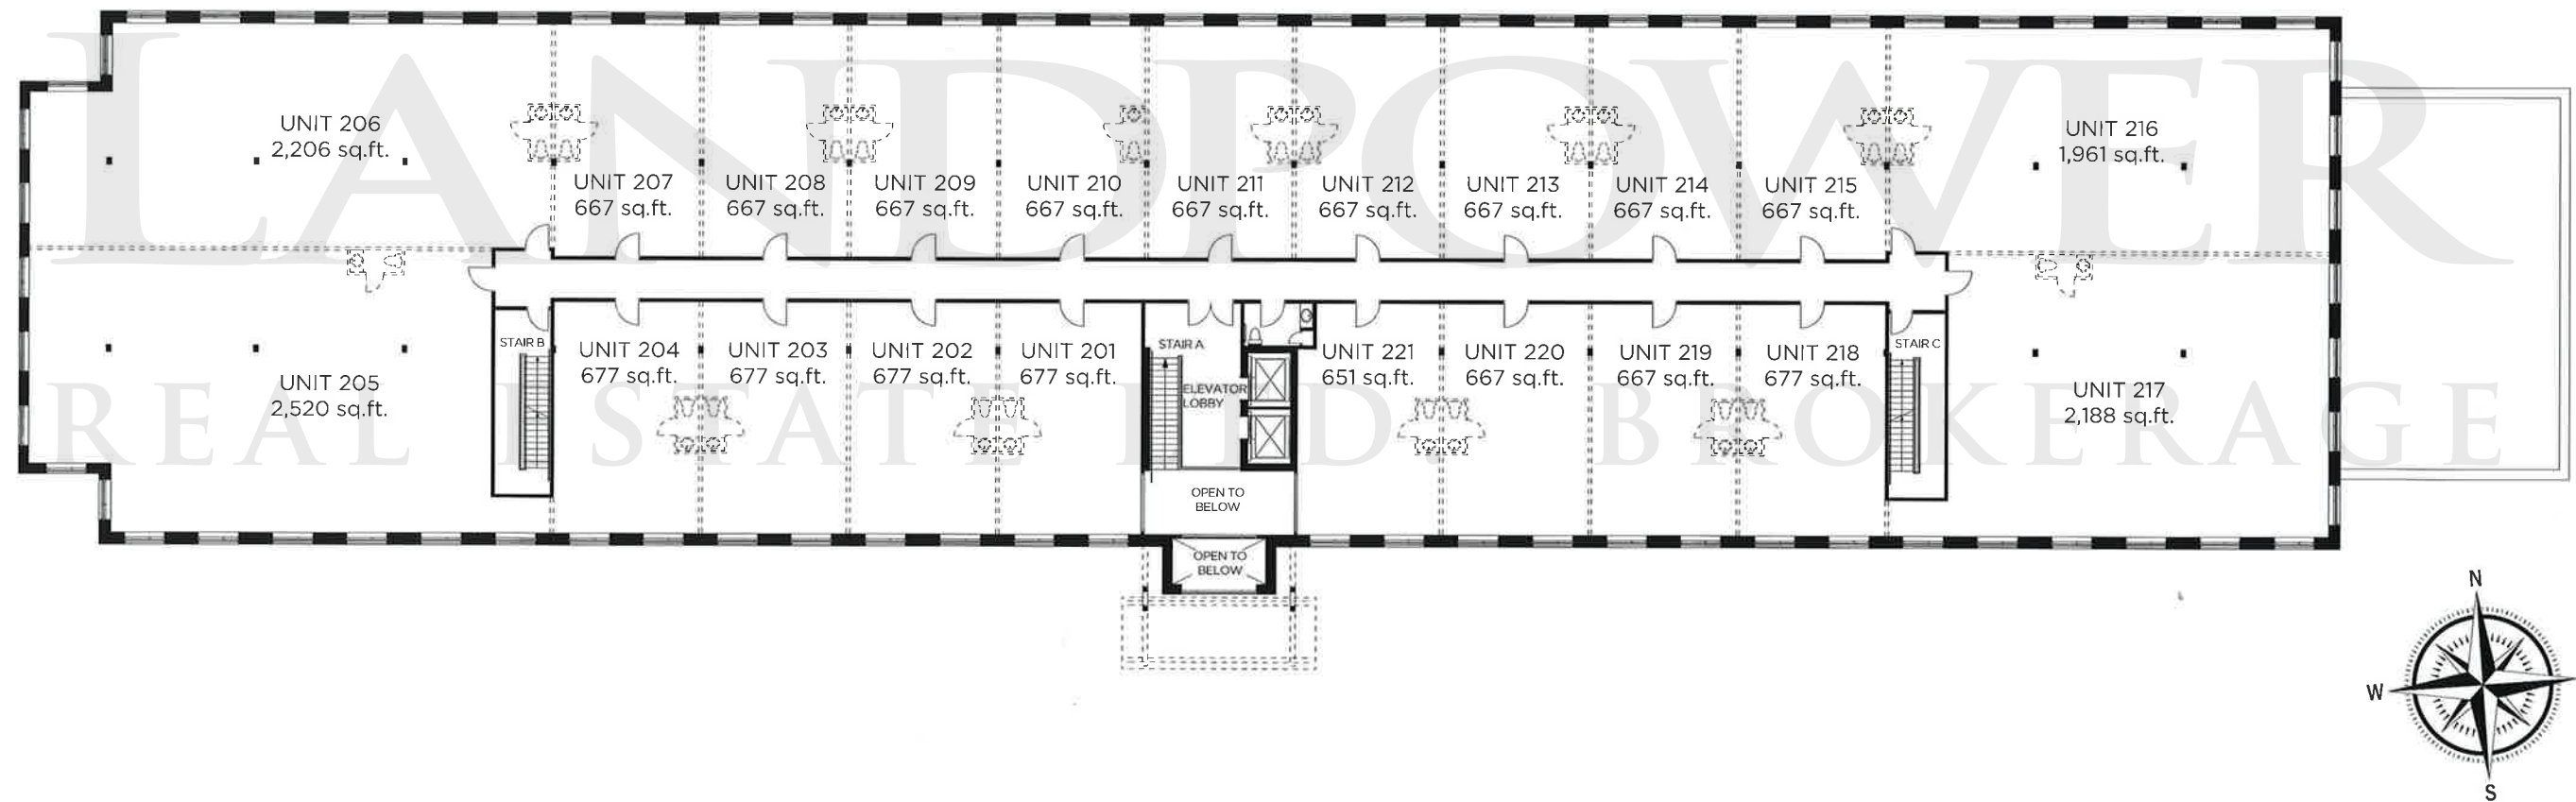 LANDPOWER
REAL ESTATE LTD. BROKERAGE
UNIT 206
2,206 sq.ft.
UNIT 207
667 sq.ft.
UNIT 208
667 sq.ft.
UNIT 209
667 sq.ft.
UNIT 210
667 sq.ft.
UNIT 211
667 sq.ft.
UNIT 212
667 sq.ft.
UNIT 213
667 sq.ft.
UNIT 214
667 sq.ft.
UNIT 215
667 sq.ft.
UNIT 216
1,961 sq.ft.
UNIT 205
2,520 sq.ft.
STAIR B
UNIT 204
677 sq.ft.
UNIT 203
677 sq.ft.
UNIT 202
677 sq.ft.
UNIT 201
677 sq.ft.
STAIR A
ELEVATOR
LOBBY
UNIT 221
651 sq.ft.
UNIT 220
667 sq.ft.
UNIT 219
667 sq.ft.
UNIT 218
677 sq.ft.
STAIR C
UNIT 217
2,188 sq.ft.
OPEN TO
BELOW
OPEN TO
BELOW
N
W
S